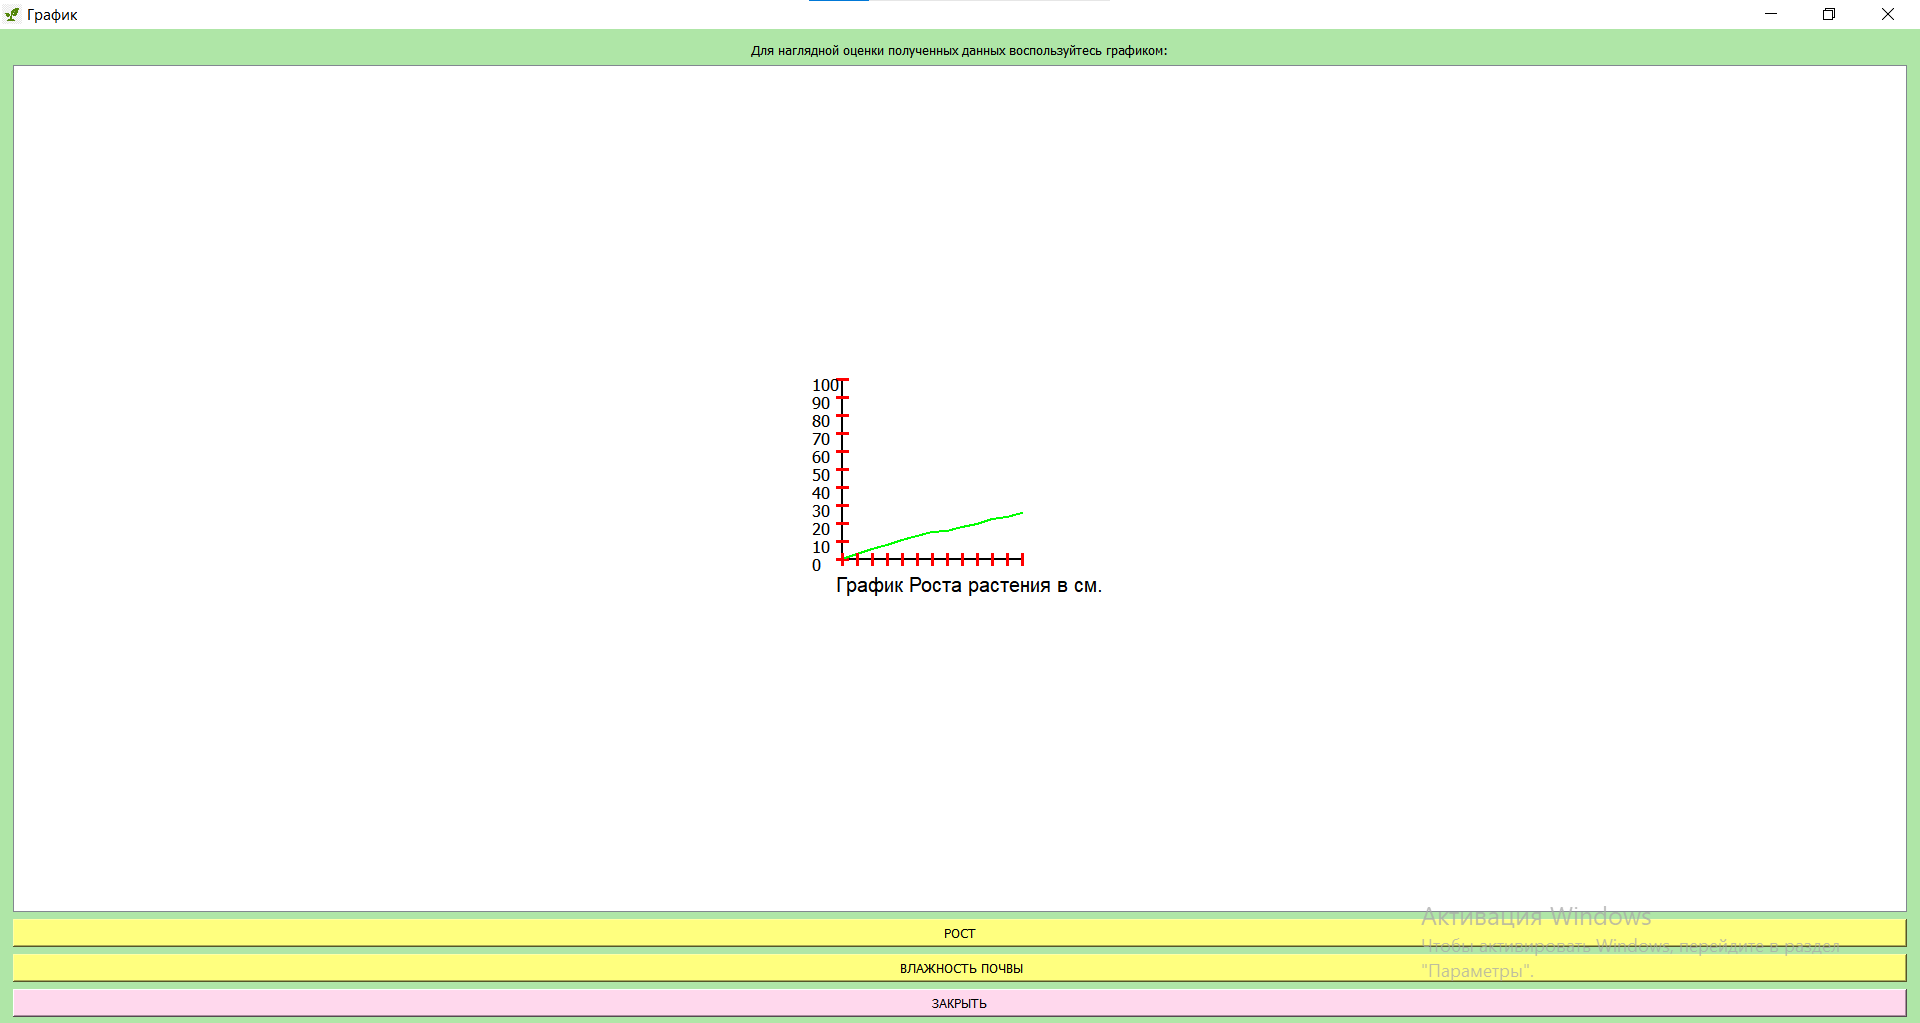 График
Для наглядной оценки полученных данных воспользуйтесь графиком:
100
90
80
70
60
50
40
30
20
10
0
График Роста растения в см.
РОСТ
ВЛАЖНОСТЬ ПОЧВЫ
ЗАКРЫТЬ
Активация Windows
Чтобы активировать Windows, перейдите в раздел
"Параметры".